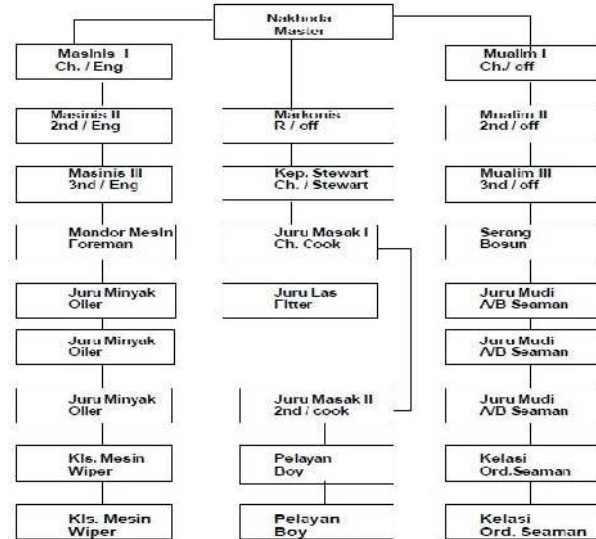 Nakhoda
Master
Masinis I
Ch. / Eng
Mualim I
Ch./ off
Masinis II
2nd / Eng
Markonis
R / off
Mualim II
2nd / off
Masinis III
3nd / Eng
Kep. Stewart
Ch. / Stewart
Mualim III
3nd / off
Mandor Mesin
Foreman
Juru Masak I
Ch. Cook
Serang
Bosun
Juru Minyak
Oiler
Juru Las
Fitter
Juru Mudi
A/B Seaman
Juru Minyak
Oiler
Juru Mudi
A/B Seaman
Juru Minyak
Oller
Juru Masak II
2nd / cook
Juru Mudi
A/B Seaman
Kls. Mesin
Wiper
Pelayan
Boy
Kelasi
Ord.Seaman
Kls. Mesin
Wiper
Pelayan
Boy
Kelasi
Ord. Seaman